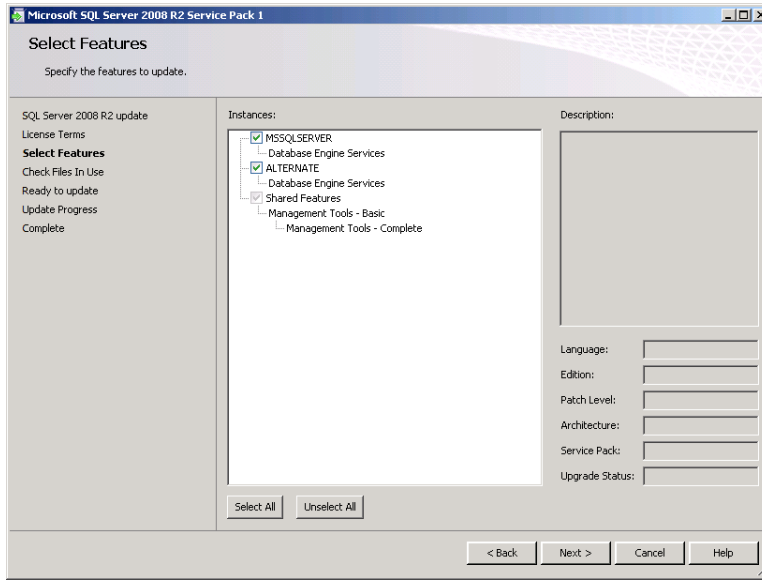 Microsoft SQL Server 2008 R2 Service Pack 1
Select Features
Specify the features to update.
SQL Server 2008 R2 update
License Terms
Select Features
Check Files In Use
Ready to update
Update Progress
Complete
Instances:
MSSQLSERVER
Database Engine Services
ALTERNATE
Database Engine Services
Shared Features
Management Tools - Basic
Management Tools - Complete
Select All
Unselect All
Description:
Language:
Edition:
Patch Level:
Architecture:
Service Pack:
Upgrade Status:
< Back
Next >
Cancel
Help